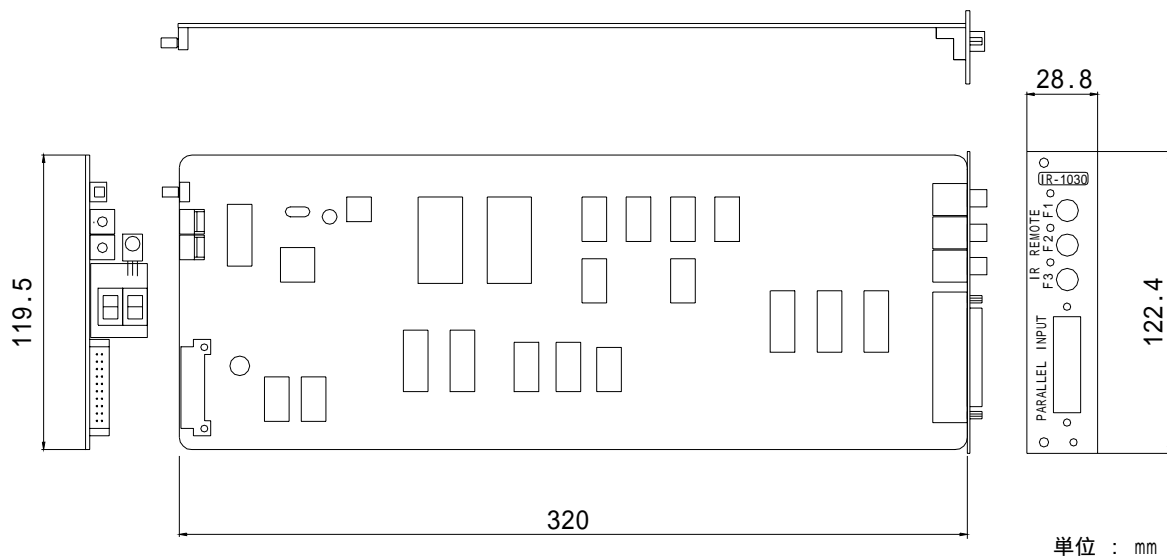 28.8
IR-1030
IR REMOTE
F1
F2
F3
PARALLEL INPUT
119.5
122.4
320
単位 : mm